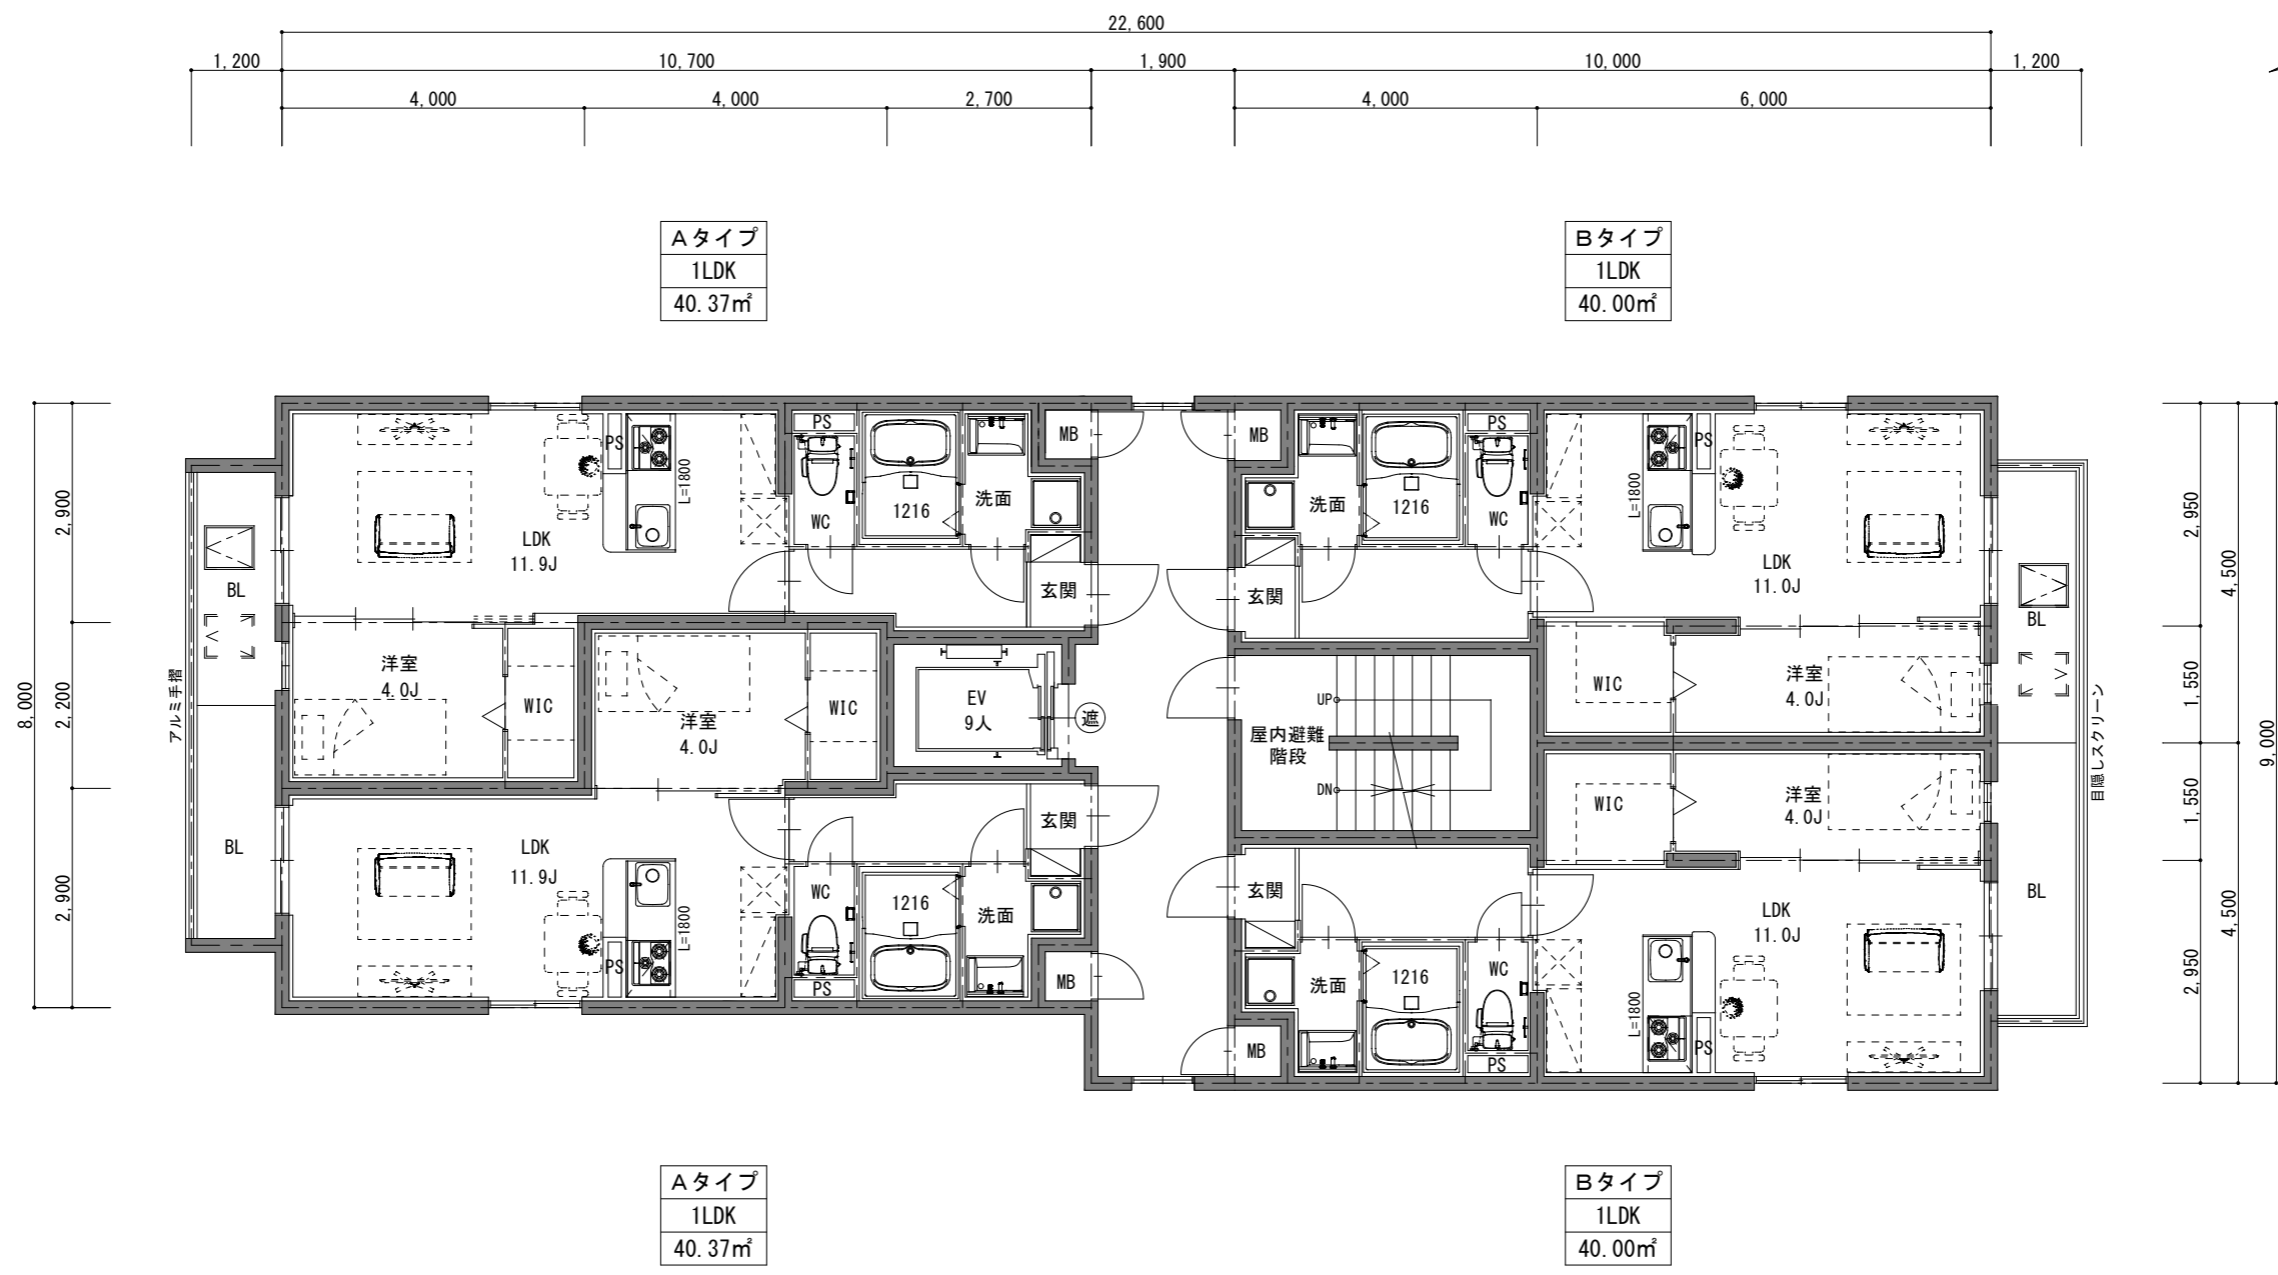 22,600
1,200
10,700
1,900
10,000
1,200
4,000
4,000
2,700
4,000
6,000
Aタイプ
1LDK
40.37㎡
Bタイプ
1LDK
40.00㎡
PS
MB
MB
PS
PS
L=1800
WC
1216
洗面
洗面
1216
WC
L=1800
PS
LDK
11.9J
玄関
玄関
LDK
11.0J
BL
BL
2,900
2,950
4,500
アルミ手摺
洋室
4.0J
WIC
洋室
4.0J
WIC
EV
9人
遮
UP
屋内避難
階段
DN
WIC
洋室
4.0J
8,000
2,200
1,550
目隠しスクリーン
9,000
WIC
洋室
4.0J
1,550
BL
LDK
11.9J
玄関
玄関
WC
1216
洗面
LDK
11.0J
BL
2,900
L=1800
PS
PS
MB
洗面
1216
WC
L=1800
PS
MB
PS
2,950
4,500
Aタイプ
1LDK
40.37㎡
Bタイプ
1LDK
40.00㎡